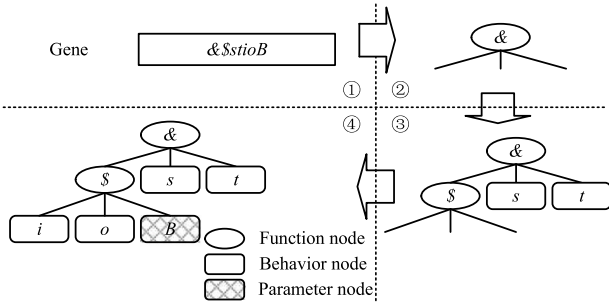 Gene
&$stioB
&
① ②
④ ③
&
$ s t
i o B
&
$ s t
Function node
Behavior node
Parameter node